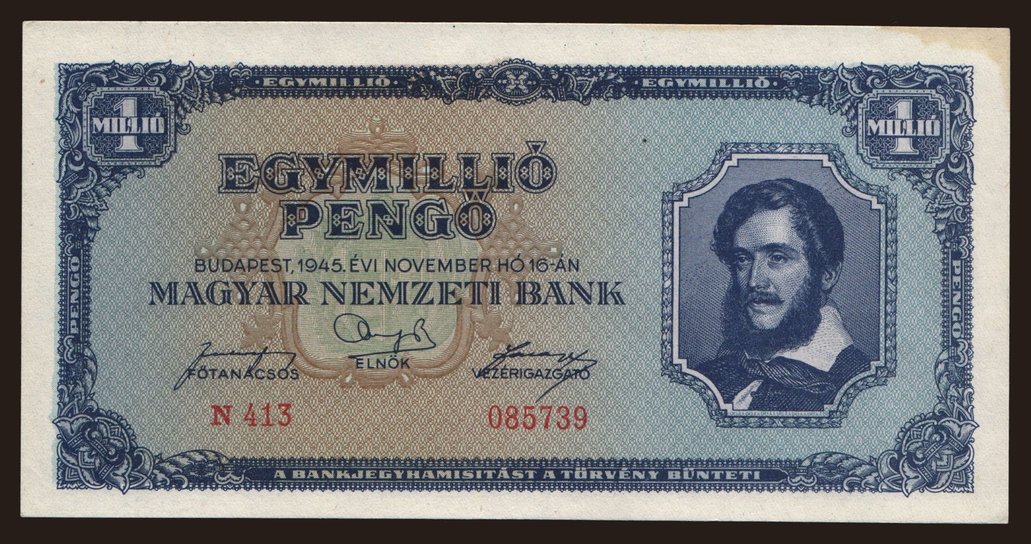 EGYMILLIÓ
EGYMILLIÓ
1 MILLIÓ
1 MILLIÓ
EGYMILLIÓ
PENGŐ
BUDAPEST, 1945. ÉVI NOVEMBER HÓ 16-ÁN
MAGYAR NEMZETI BANK
FŐTANÁCSOS
ELNÖK
VEZÉRIGAZGATÓ
N 413
085739
PENGŐ
PENGŐ
A BANKJEGYHAMISÍTÁST A TÖRVÉNY BÜNTETI